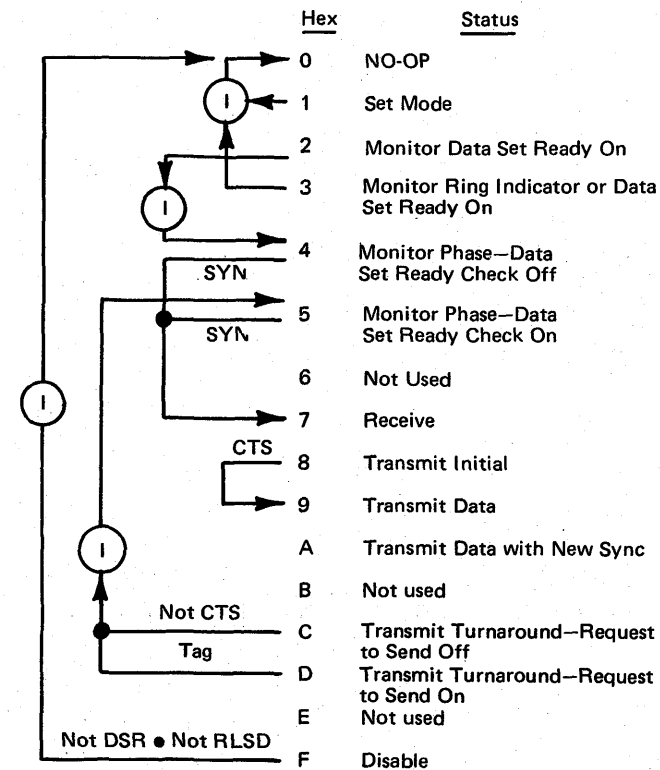 Hex Status
0 NO-OP
I
1 Set Mode
2 Monitor Data Set Ready On
3 Monitor Ring Indicator or Data
Set Ready On
I
4 Monitor Phase—Data
Set Ready Check Off
SYN
5 Monitor Phase—Data
Set Ready Check On
SYN
6 Not Used
I
7 Receive
CTS
8 Transmit Initial
9 Transmit Data
I
A Transmit Data with New Sync
B Not used
Not CTS
C Transmit Turnaround—Request
to Send Off
Tag
D Transmit Turnaround—Request
to Send On
E Not used
Not DSR ● Not RLSD
F Disable